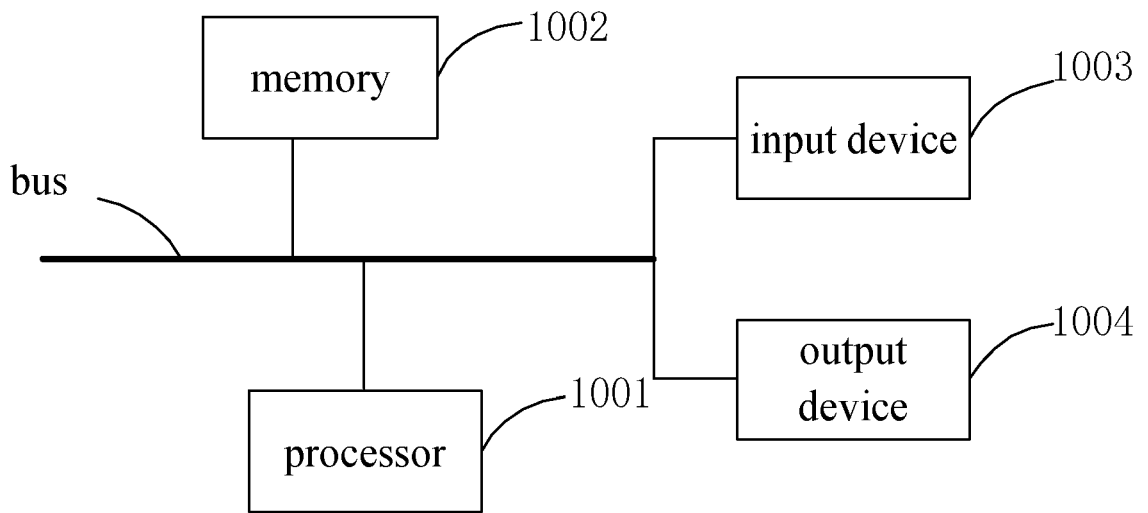 1002
memory
1003
input device
bus
1004
output
device
1001
processor